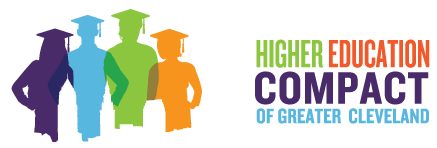 HIGHER EDUCATION
COMPACT
OF GREATER CLEVELAND